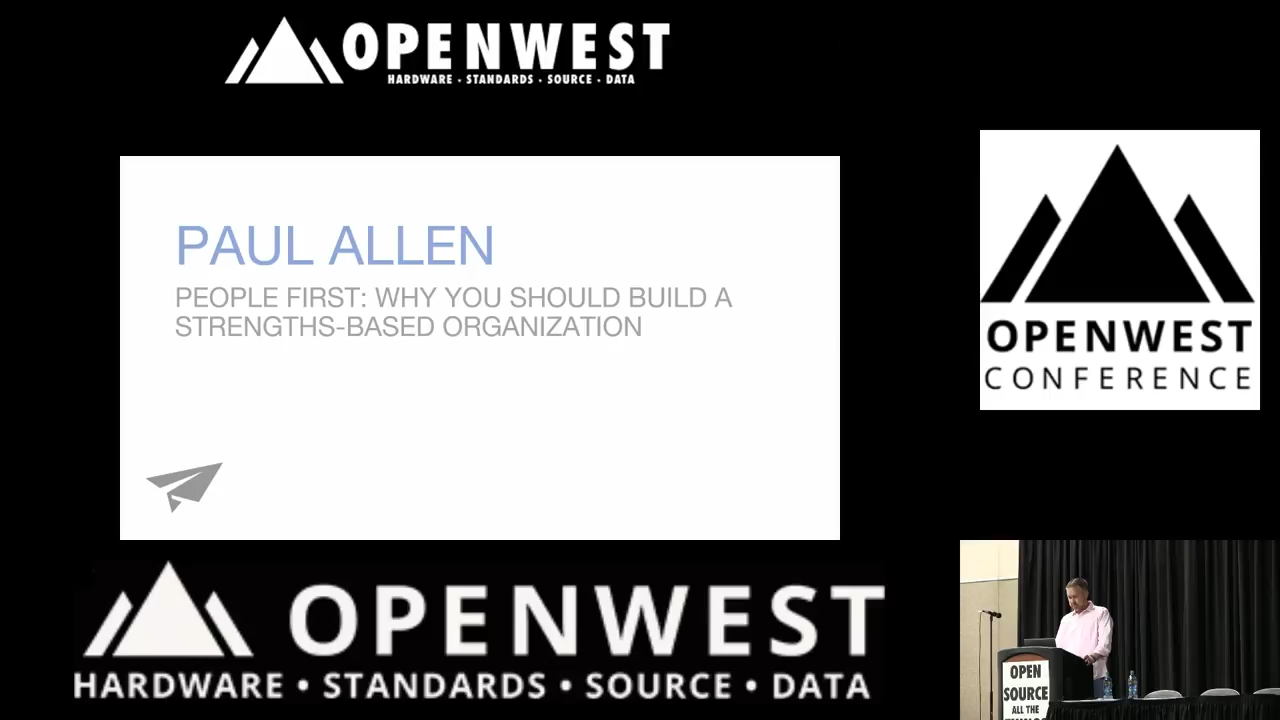 OPENWEST
HARDWARE • STANDARDS • SOURCE • DATA
PAUL ALLEN
PEOPLE FIRST: WHY YOU SHOULD BUILD A
STRENGTHS-BASED ORGANIZATION
OPENWEST
CONFERENCE
OPENWEST
HARDWARE • STANDARDS • SOURCE • DATA
OPEN
SOURCE
ALL THE